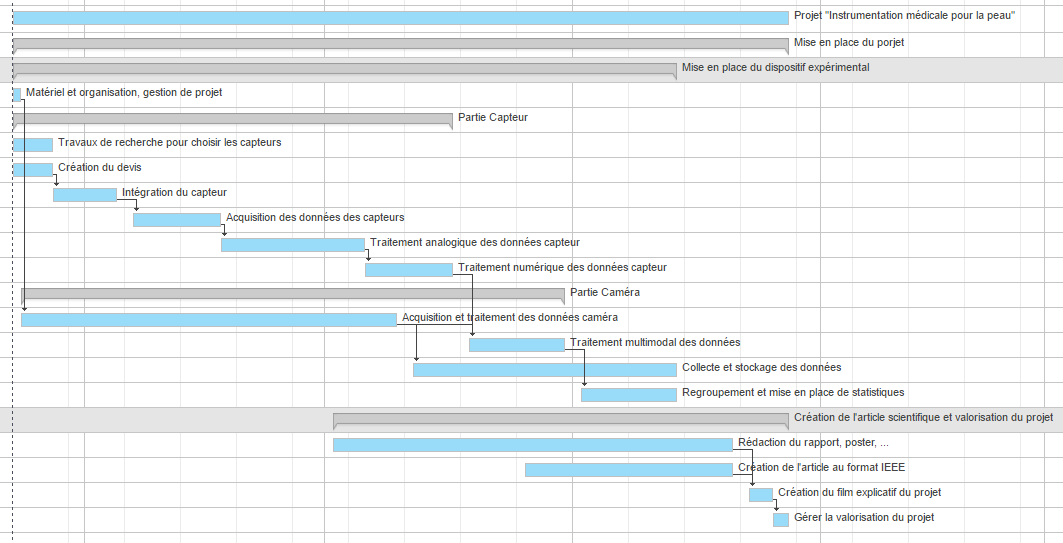 Projet "Instrumentation médicale pour la peau"
Mise en place du porjet
Mise en place du dispositif expérimental
Matériel et organisation, gestion de projet
Partie Capteur
Travaux de recherche pour choisir les capteurs
Création du devis
Intégration du capteur
Acquisition des données des capteurs
Traitement analogique des données capteur
Traitement numérique des données capteur
Partie Caméra
Acquisition et traitement des données caméra
Traitement multimodal des données
Collecte et stockage des données
Regroupement et mise en place de statistiques
Création de l'article scientifique et valorisation du projet
Rédaction du rapport, poster, ...
Création de l'article au format IEEE
Création du film explicatif du projet
Gérer la valorisation du projet